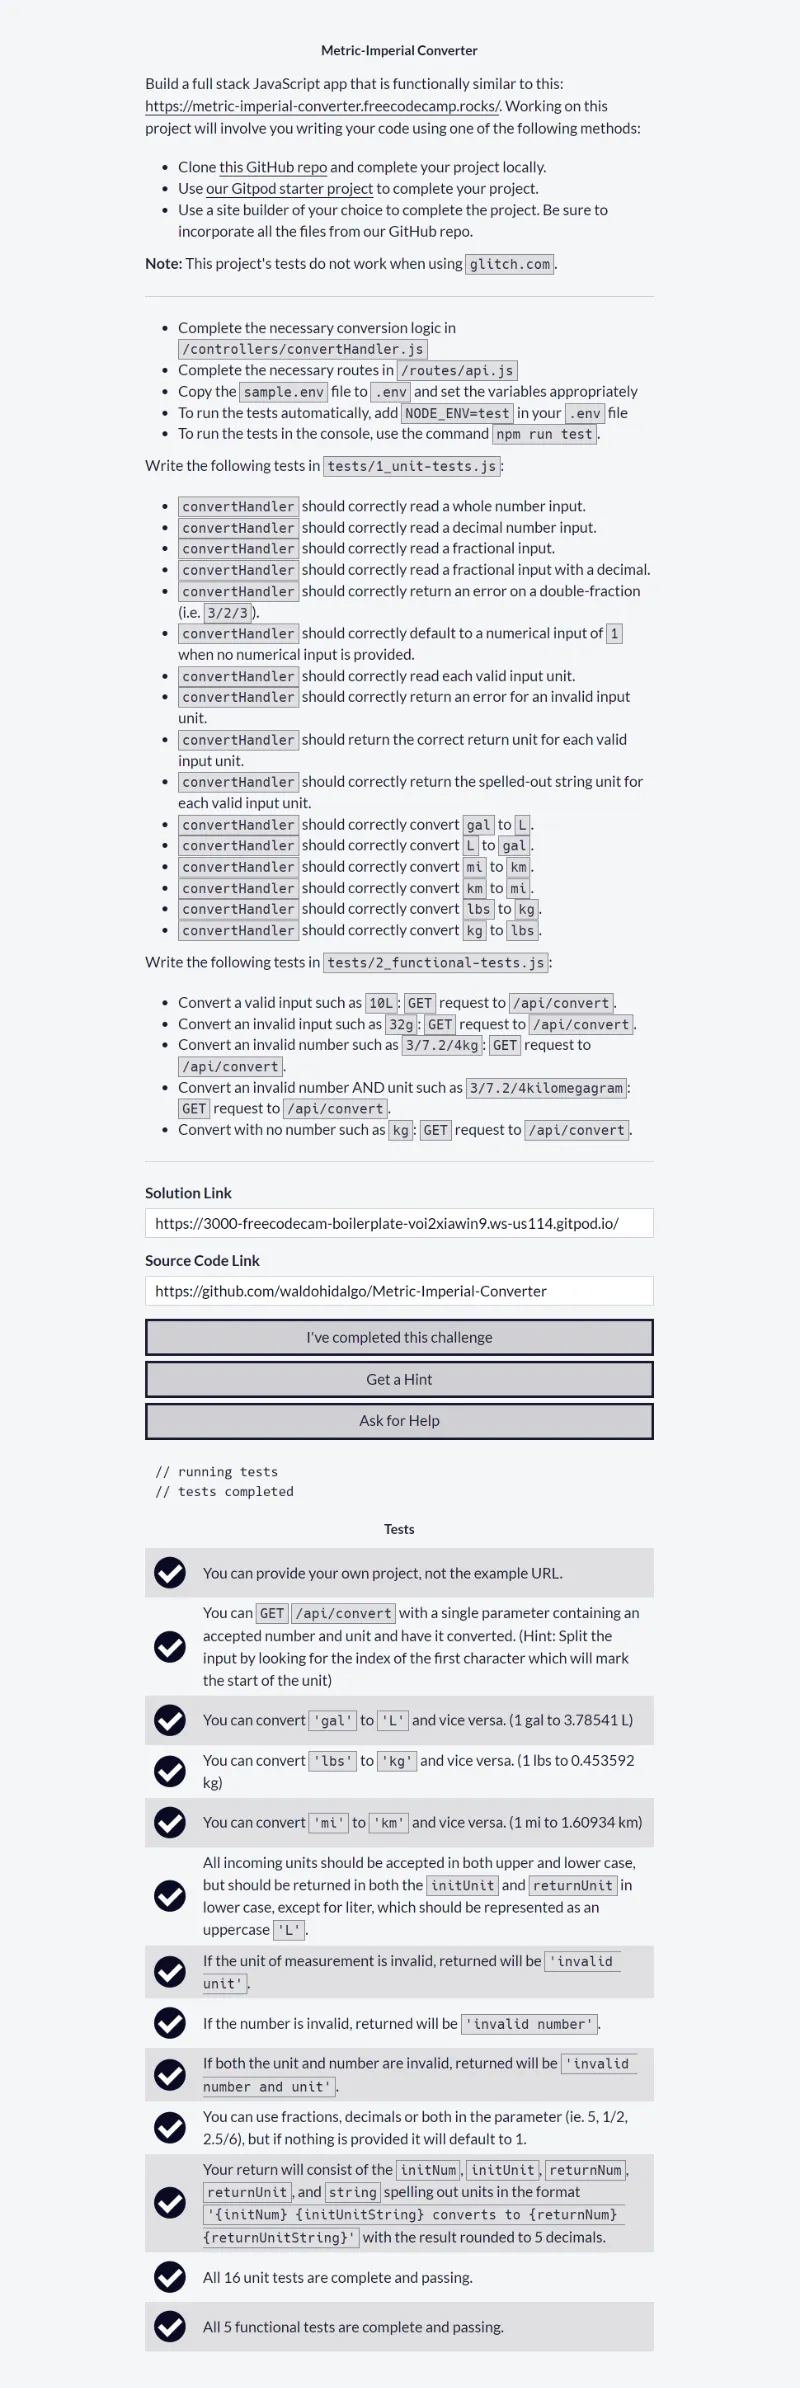 Metric-Imperial Converter
Build a full stack JavaScript app that is functionally similar to this:
https://metric-imperial-converter.freecodecamp.rocks/. Working on this
project will involve you writing your code using one of the following methods:
Clone this GitHub repo and complete your project locally.
Use our Gitpod starter project to complete your project.
Use a site builder of your choice to complete the project. Be sure to
incorporate all the files from our GitHub repo.
Note: This project's tests do not work when using glitch.com.
Complete the necessary conversion logic in
/controllers/convertHandler.js
Complete the necessary routes in /routes/api.js
Copy the sample.env file to .env and set the variables appropriately
To run the tests automatically, add NODE_ENV=test in your .env file
To run the tests in the console, use the command npm run test.
Write the following tests in tests/1_unit-tests.js:
convertHandler should correctly read a whole number input.
convertHandler should correctly read a decimal number input.
convertHandler should correctly read a fractional input.
convertHandler should correctly read a fractional input with a decimal.
convertHandler should correctly return an error on a double-fraction
(i.e. 3/2/3).
convertHandler should correctly default to a numerical input of 1
when no numerical input is provided.
convertHandler should correctly read each valid input unit.
convertHandler should correctly return an error for an invalid input
unit.
convertHandler should return the correct return unit for each valid
input unit.
convertHandler should correctly return the spelled-out string unit for
each valid input unit.
convertHandler should correctly convert gal to L.
convertHandler should correctly convert L to gal.
convertHandler should correctly convert mi to km.
convertHandler should correctly convert km to mi.
convertHandler should correctly convert lbs to kg.
convertHandler should correctly convert kg to lbs.
Write the following tests in tests/2_functional-tests.js:
Convert a valid input such as 10L: GET request to /api/convert.
Convert an invalid input such as 32g: GET request to /api/convert.
Convert an invalid number such as 3/7.2/4kg: GET request to
/api/convert.
Convert an invalid number AND unit such as 3/7.2/4kilomegagram:
GET request to /api/convert.
Convert with no number such as kg: GET request to /api/convert.
Solution Link
https://3000-freecodecam-boilerplate-voi2xiawin9.ws-us114.gitpod.io/
Source Code Link
https://github.com/waldohidalgo/Metric-Imperial-Converter
I've completed this challenge
Get a Hint
Ask for Help
// running tests
// tests completed
Tests
You can provide your own project, not the example URL.
You can GET /api/convert with a single parameter containing an
accepted number and unit and have it converted. (Hint: Split the
input by looking for the index of the first character which will mark
the start of the unit)
You can convert 'gal' to 'L' and vice versa. (1 gal to 3.78541 L)
You can convert 'lbs' to 'kg' and vice versa. (1 lbs to 0.453592
kg)
You can convert 'mi' to 'km' and vice versa. (1 mi to 1.60934 km)
All incoming units should be accepted in both upper and lower case,
but should be returned in both the initUnit and returnUnit in
lower case, except for liter, which should be represented as an
uppercase 'L'.
If the unit of measurement is invalid, returned will be 'invalid
unit'.
If the number is invalid, returned will be 'invalid number'.
If both the unit and number are invalid, returned will be 'invalid
number and unit'.
You can use fractions, decimals or both in the parameter (ie. 5, 1/2,
2.5/6), but if nothing is provided it will default to 1.
Your return will consist of the initNum, initUnit, returnNum,
returnUnit, and string spelling out units in the format
'{initNum} {initUnitString} converts to {returnNum}
{returnUnitString}' with the result rounded to 5 decimals.
All 16 unit tests are complete and passing.
All 5 functional tests are complete and passing.